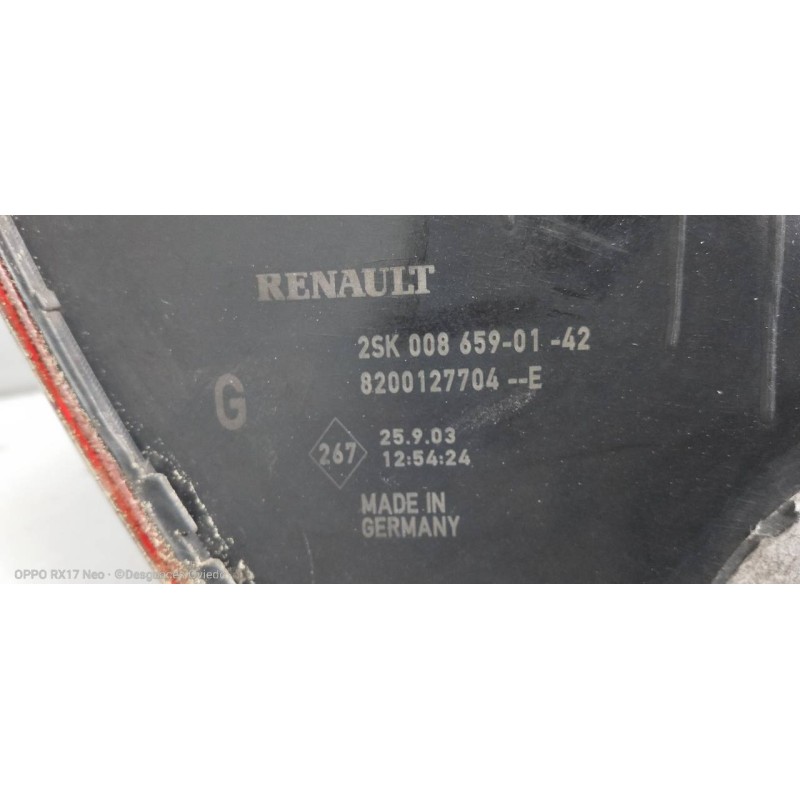 RENAULT
2SK 008 659-01 -42
8200127704 --E
G
267
25.9.03
12:54:24
MADE IN
GERMANY
OPPO RX17 Neo · ©